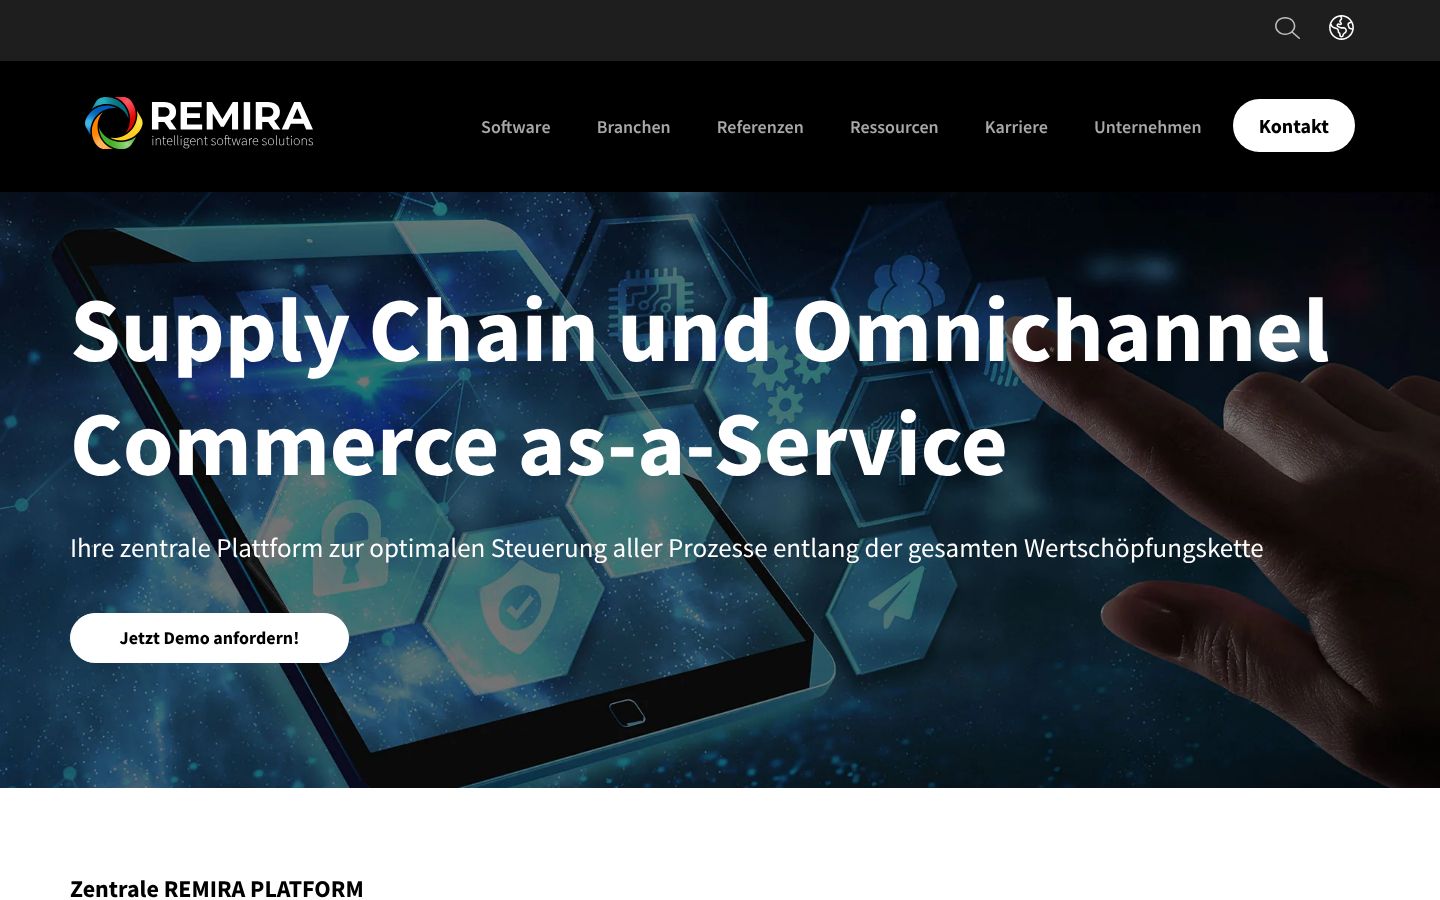 REMIRA
intelligent software solutions
Software
Branchen
Referenzen
Ressourcen
Karriere
Unternehmen
Kontakt
Supply Chain und Omnichannel
Commerce as-a-Service
Ihre zentrale Plattform zur optimalen Steuerung aller Prozesse entlang der gesamten Wertschöpfungskette
Jetzt Demo anfordern!
Zentrale REMIRA PLATFORM